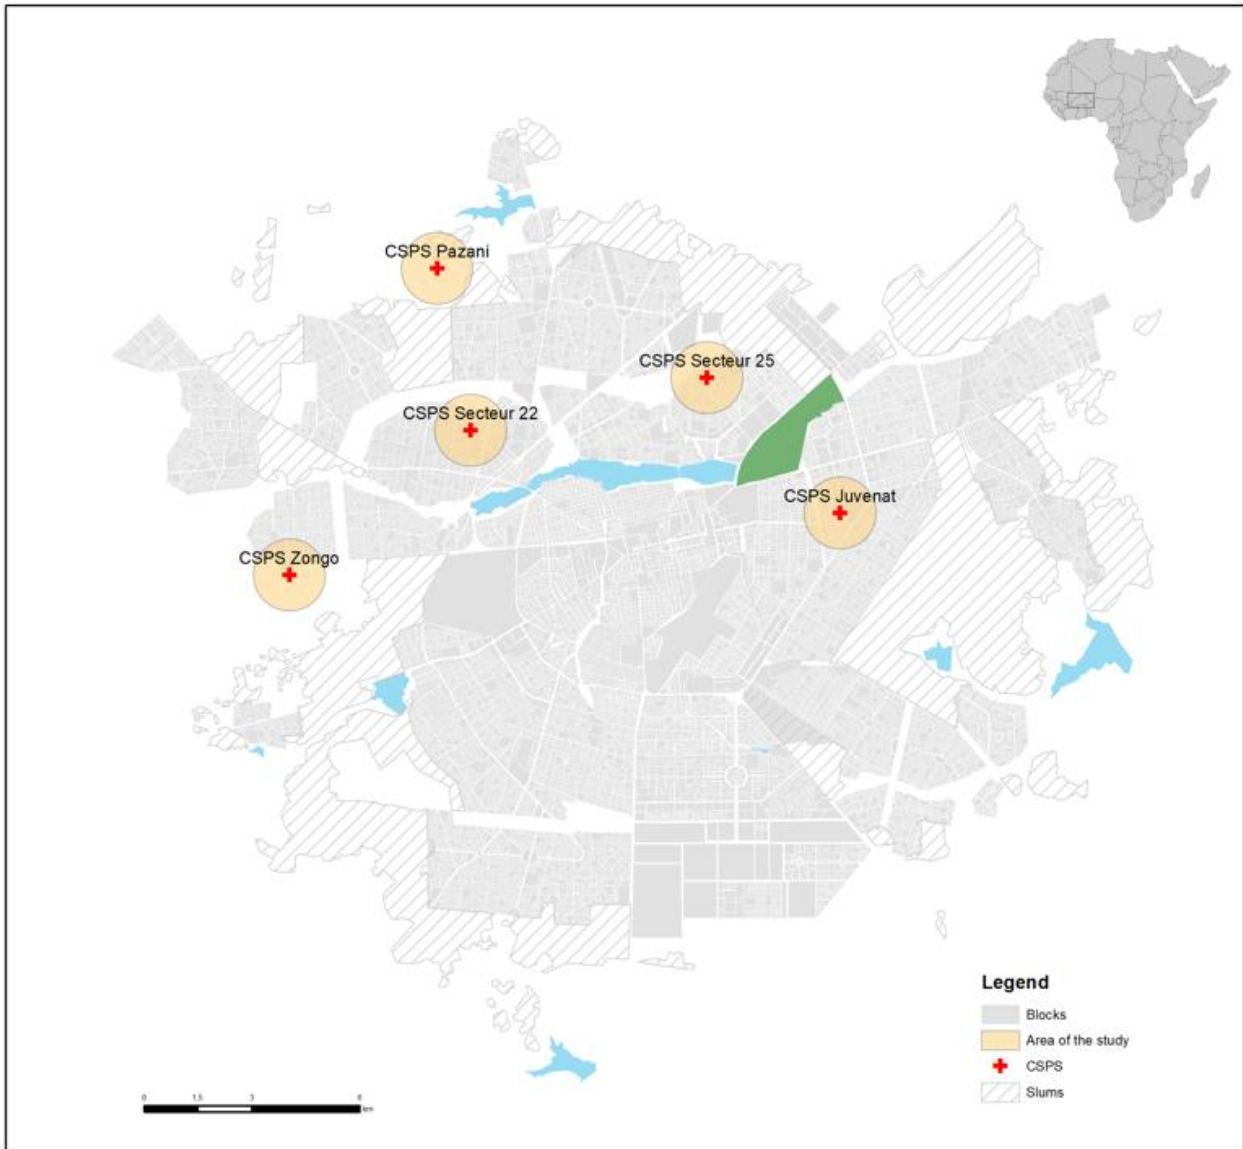 CSPS Pazani
CSPS Secteur 25
CSPS Secteur 22
CSPS Juvenat
CSPS Zongo
Legend
Blocks
Area of the study
CSPS
Slums
0 1,5 3 6
km